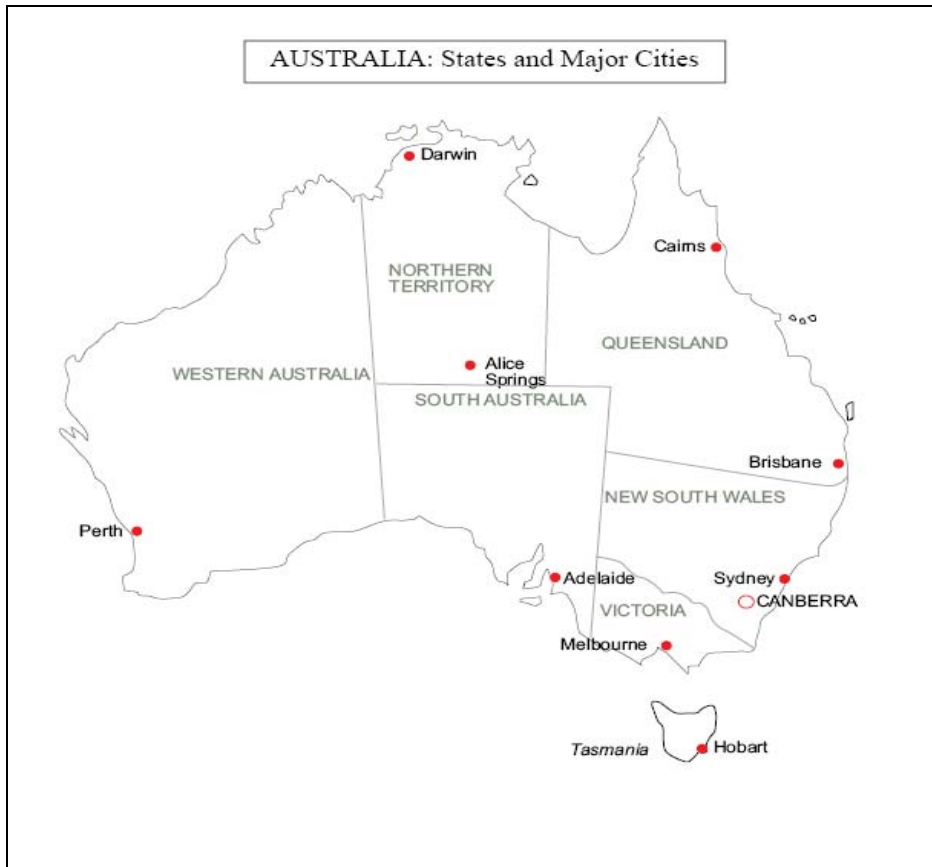 AUSTRALIA: States and Major Cities
Darwin
Cairns
NORTHERN
TERRITORY
QUEENSLAND
WESTERN AUSTRALIA
Alice
Springs
SOUTH AUSTRALIA
Brisbane
NEW SOUTH WALES
Perth
Adelaide
Sydney
CANBERRA
VICTORIA
Melbourne
Tasmania
Hobart